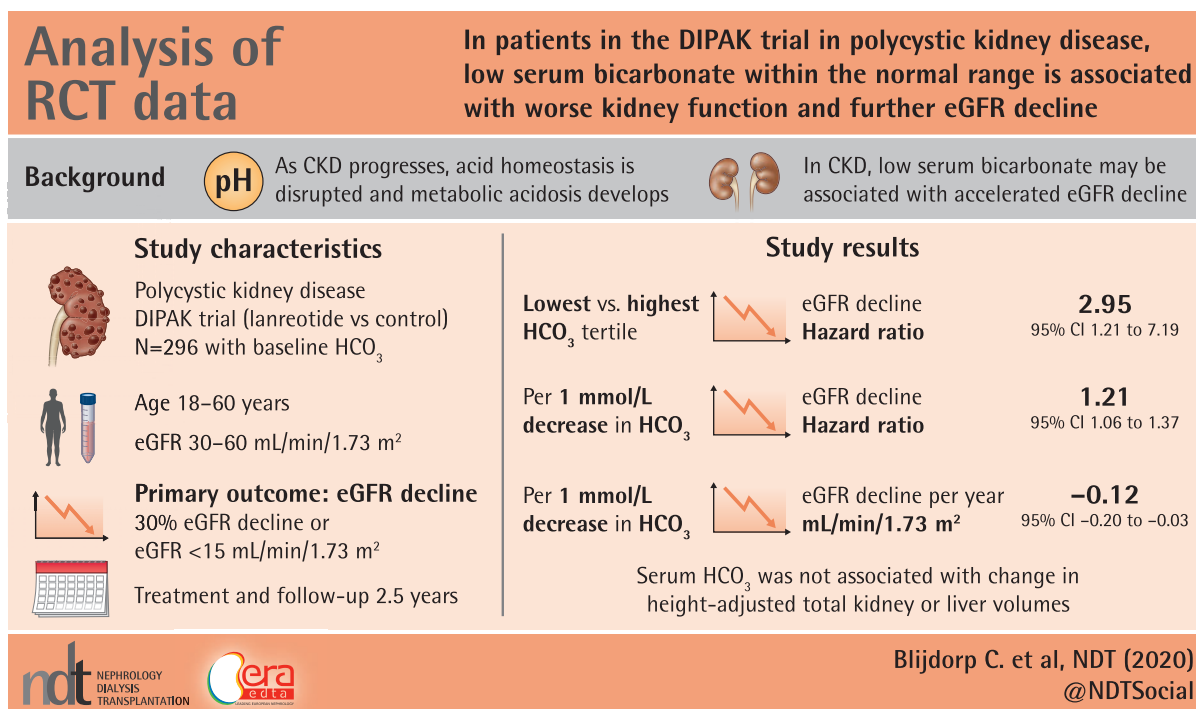 Analysis of
RCT data
In patients in the DIPAK trial in polycystic kidney disease,
low serum bicarbonate within the normal range is associated
with worse kidney function and further eGFR decline
Background
pH
As CKD progresses, acid homeostasis is
disrupted and metabolic acidosis develops
In CKD, low serum bicarbonate may be
associated with accelerated eGFR decline
Study characteristics
Polycystic kidney disease
DIPAK trial (lanreotide vs control)
N=296 with baseline HCO₃
Age 18–60 years
eGFR 30–60 mL/min/1.73 m²
Primary outcome: eGFR decline
30% eGFR decline or
eGFR <15 mL/min/1.73 m²
Treatment and follow-up 2.5 years
Study results
Lowest vs. highest
HCO₃ tertile
eGFR decline
Hazard ratio
2.95
95% CI 1.21 to 7.19
Per 1 mmol/L
decrease in HCO₃
eGFR decline
Hazard ratio
1.21
95% CI 1.06 to 1.37
Per 1 mmol/L
decrease in HCO₃
eGFR decline per year
mL/min/1.73 m²
–0.12
95% CI –0.20 to –0.03
Serum HCO₃ was not associated with change in
height-adjusted total kidney or liver volumes
ndt
NEPHROLOGY
DIALYSIS
TRANSPLANTATION
era
edta
LEADING EUROPEAN NEPHROLOGY
Blijdorp C. et al, NDT (2020)
@NDTSocial